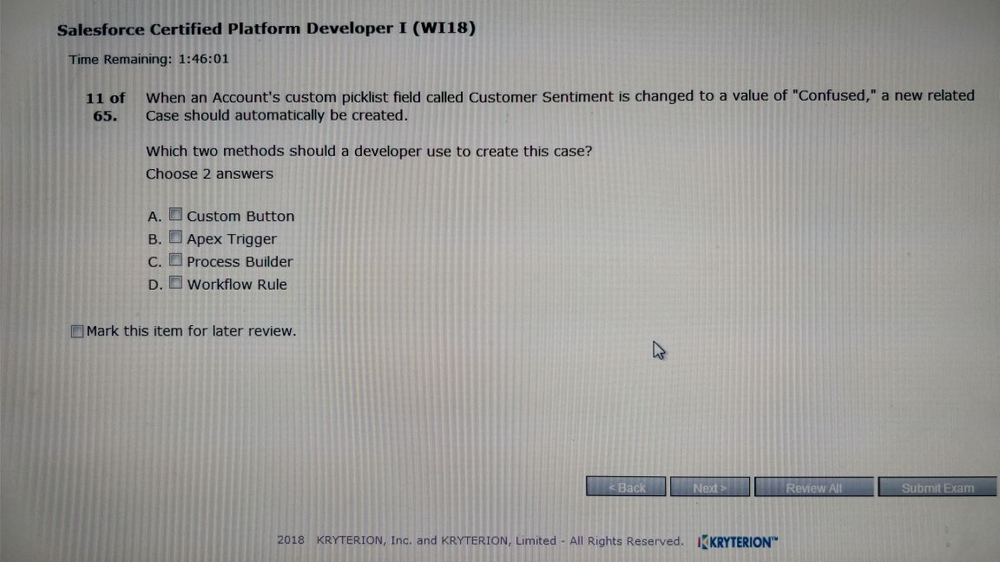 Salesforce Certified Platform Developer I (WI18)
Time Remaining: 1:46:01
11 of 65.
When an Account's custom picklist field called Customer Sentiment is changed to a value of "Confused," a new related
Case should automatically be created.
Which two methods should a developer use to create this case?
Choose 2 answers
A. Custom Button
B. Apex Trigger
C. Process Builder
D. Workflow Rule
Mark this item for later review.
< Back Next > Review All Submit Exam
2018 KRYTERION, Inc. and KRYTERION, Limited - All Rights Reserved. KRYTERION™